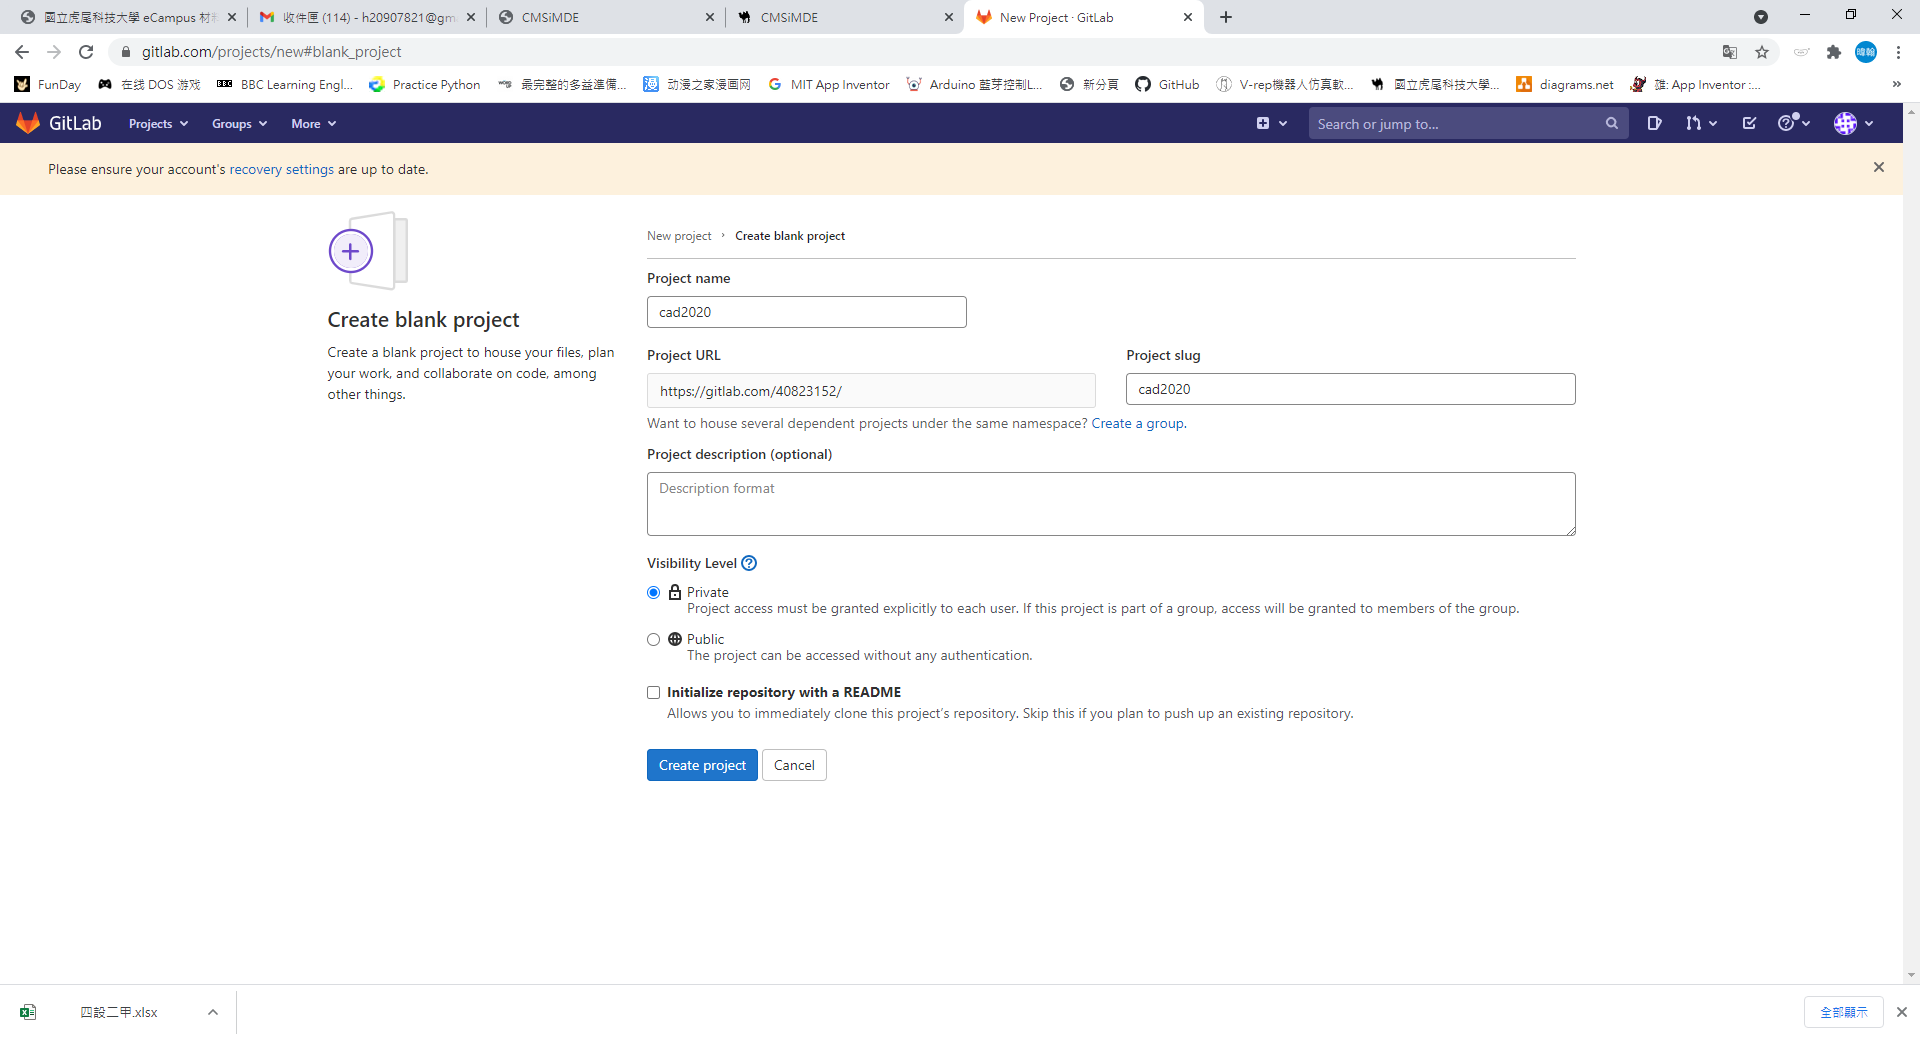 國立虎尾科技大學 eCampus 材料
收件匣 (114) - h20907821@gm
CMSiMDE
CMSiMDE
New Project · GitLab
gitlab.com/projects/new#blank_project
FunDay
在线 DOS 游戏
BBC Learning Engl...
Practice Python
最完整的多益準備...
动漫之家漫画网
MIT App Inventor
Arduino 藍芽控制L...
新分頁
GitHub
V-rep機器人仿真軟...
國立虎尾科技大學...
diagrams.net
雄: App Inventor :...
GitLab
Projects
Groups
More
Search or jump to...
Please ensure your account's recovery settings are up to date.
New project › Create blank project
Create blank project
Create a blank project to house your files, plan
your work, and collaborate on code, among
other things.
Project name
cad2020
Project URL
Project slug
https://gitlab.com/40823152/
cad2020
Want to house several dependent projects under the same namespace? Create a group.
Project description (optional)
Description format
Visibility Level
Private
Project access must be granted explicitly to each user. If this project is part of a group, access will be granted to members of the group.
Public
The project can be accessed without any authentication.
Initialize repository with a README
Allows you to immediately clone this project’s repository. Skip this if you plan to push up an existing repository.
Create project
Cancel
四設二甲.xlsx
全部顯示